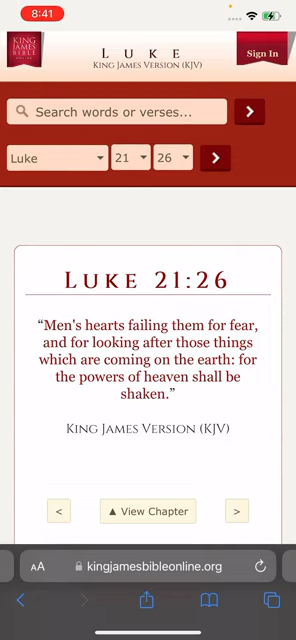 8:41
KING
JAMES
BIBLE
ONLINE
LUKE
KING JAMES VERSION (KJV)
Sign In
Search words or verses...
Luke
21
26
LUKE 21:26
“Men's hearts failing them for fear,
and for looking after those things
which are coming on the earth: for
the powers of heaven shall be
shaken.”
KING JAMES VERSION (KJV)
<
▲ View Chapter
>
AA
kingjamesbibleonline.org